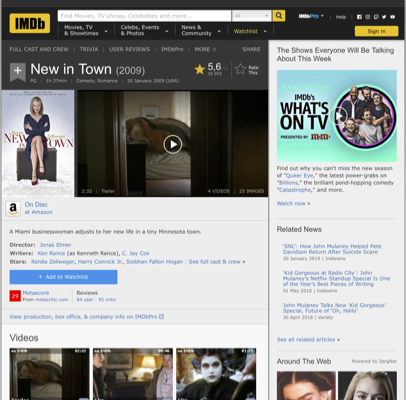 IMDb
Find Movies, TV shows, Celebrities and more...
All
IMDbPro
Help
Movies, TV
& Showtimes
Celebs, Events
& Photos
News &
Community
Watchlist
Sign in
FULL CAST AND CREW | TRIVIA | USER REVIEWS | IMDbPro | MORE
SHARE
New in Town (2009)
PG | 1h 37min | Comedy, Romance | 30 January 2009 (USA)
5,6
Rate
This
NEW IN TOWN
2:32 | Trailer
4 VIDEOS | 25 IMAGES
On Disc
at Amazon
A Miami businesswoman adjusts to her new life in a tiny Minnesota town.
Director: Jonas Elmer
Writers: Ken Rance (as Kenneth Rance), C. Jay Cox
Stars: Renée Zellweger, Harry Connick Jr., Siobhan Fallon Hogan | See full cast & crew »
+ Add to Watchlist
29
Metascore
From metacritic.com
Reviews
84 user | 92 critic
View production, box office, & company info on IMDbPro
Videos
The Shows Everyone Will Be Talking
About This Week
IMDb's
WHAT'S
ON TV
PRESENTED BY
Find out why you can't miss the new season
of "Queer Eye," the latest power-grabs on
"Billions," the brilliant pond-hopping comedy
"Catastrophe," and more.
Watch now »
Related News
'SNL': How John Mulaney Helped Pete
Davidson Return After Suicide Scare
20 January 2019 | Indiewire
'Kid Gorgeous at Radio City': John
Mulaney's Netflix Standup Special Is One
of the Year's Best Pieces of Writing
01 May 2018 | Indiewire
John Mulaney Talks New 'Kid Gorgeous'
Special, Future of 'Oh, Hello'
30 April 2018 | Variety
See all related articles »
Around The Web
Powered by ZergNet